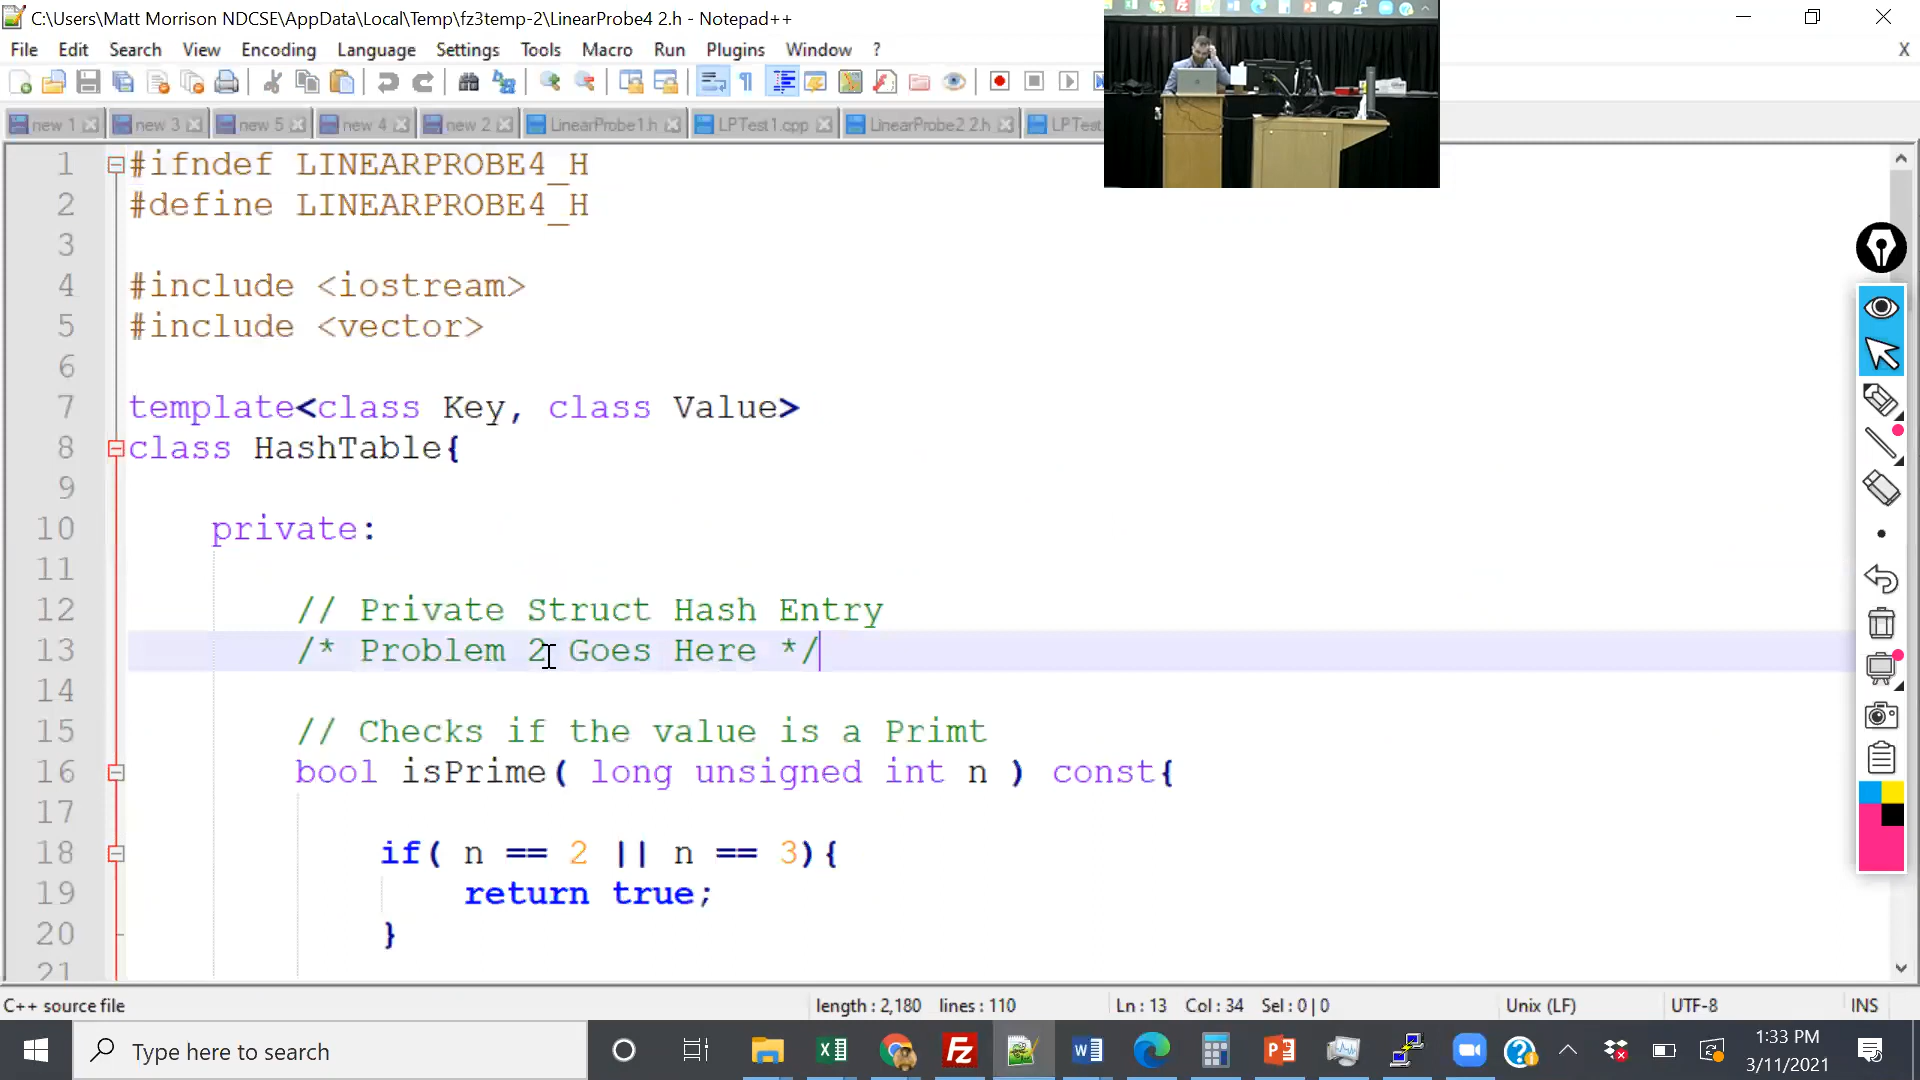 C:\Users\Matt Morrison NDCSE\AppData\Local\Temp\fz3temp-2\LinearProbe4 2.h - Notepad++
File Edit Search View Encoding Language Settings Tools Macro Run Plugins Window ? X
new 1 new 3 new 5 new 4 new 2 LinearProbe1.h LPTest1.cpp LinearProbe2 2.h LPTest
1 #ifndef LINEARPROBE4_H
2 #define LINEARPROBE4_H
3
4 #include <iostream>
5 #include <vector>
6
7 template<class Key, class Value>
8 class HashTable{
9
10 private:
11
12 // Private Struct Hash Entry
13 /* Problem 2 Goes Here */
14
15 // Checks if the value is a Primt
16 bool isPrime( long unsigned int n ) const{
17
18 if( n == 2 || n == 3){
19 return true;
20 }
21
C++ source file length : 2,180 lines : 110 Ln : 13 Col : 34 Sel : 0 | 0 Unix (LF) UTF-8 INS
Type here to search
1:33 PM
3/11/2021